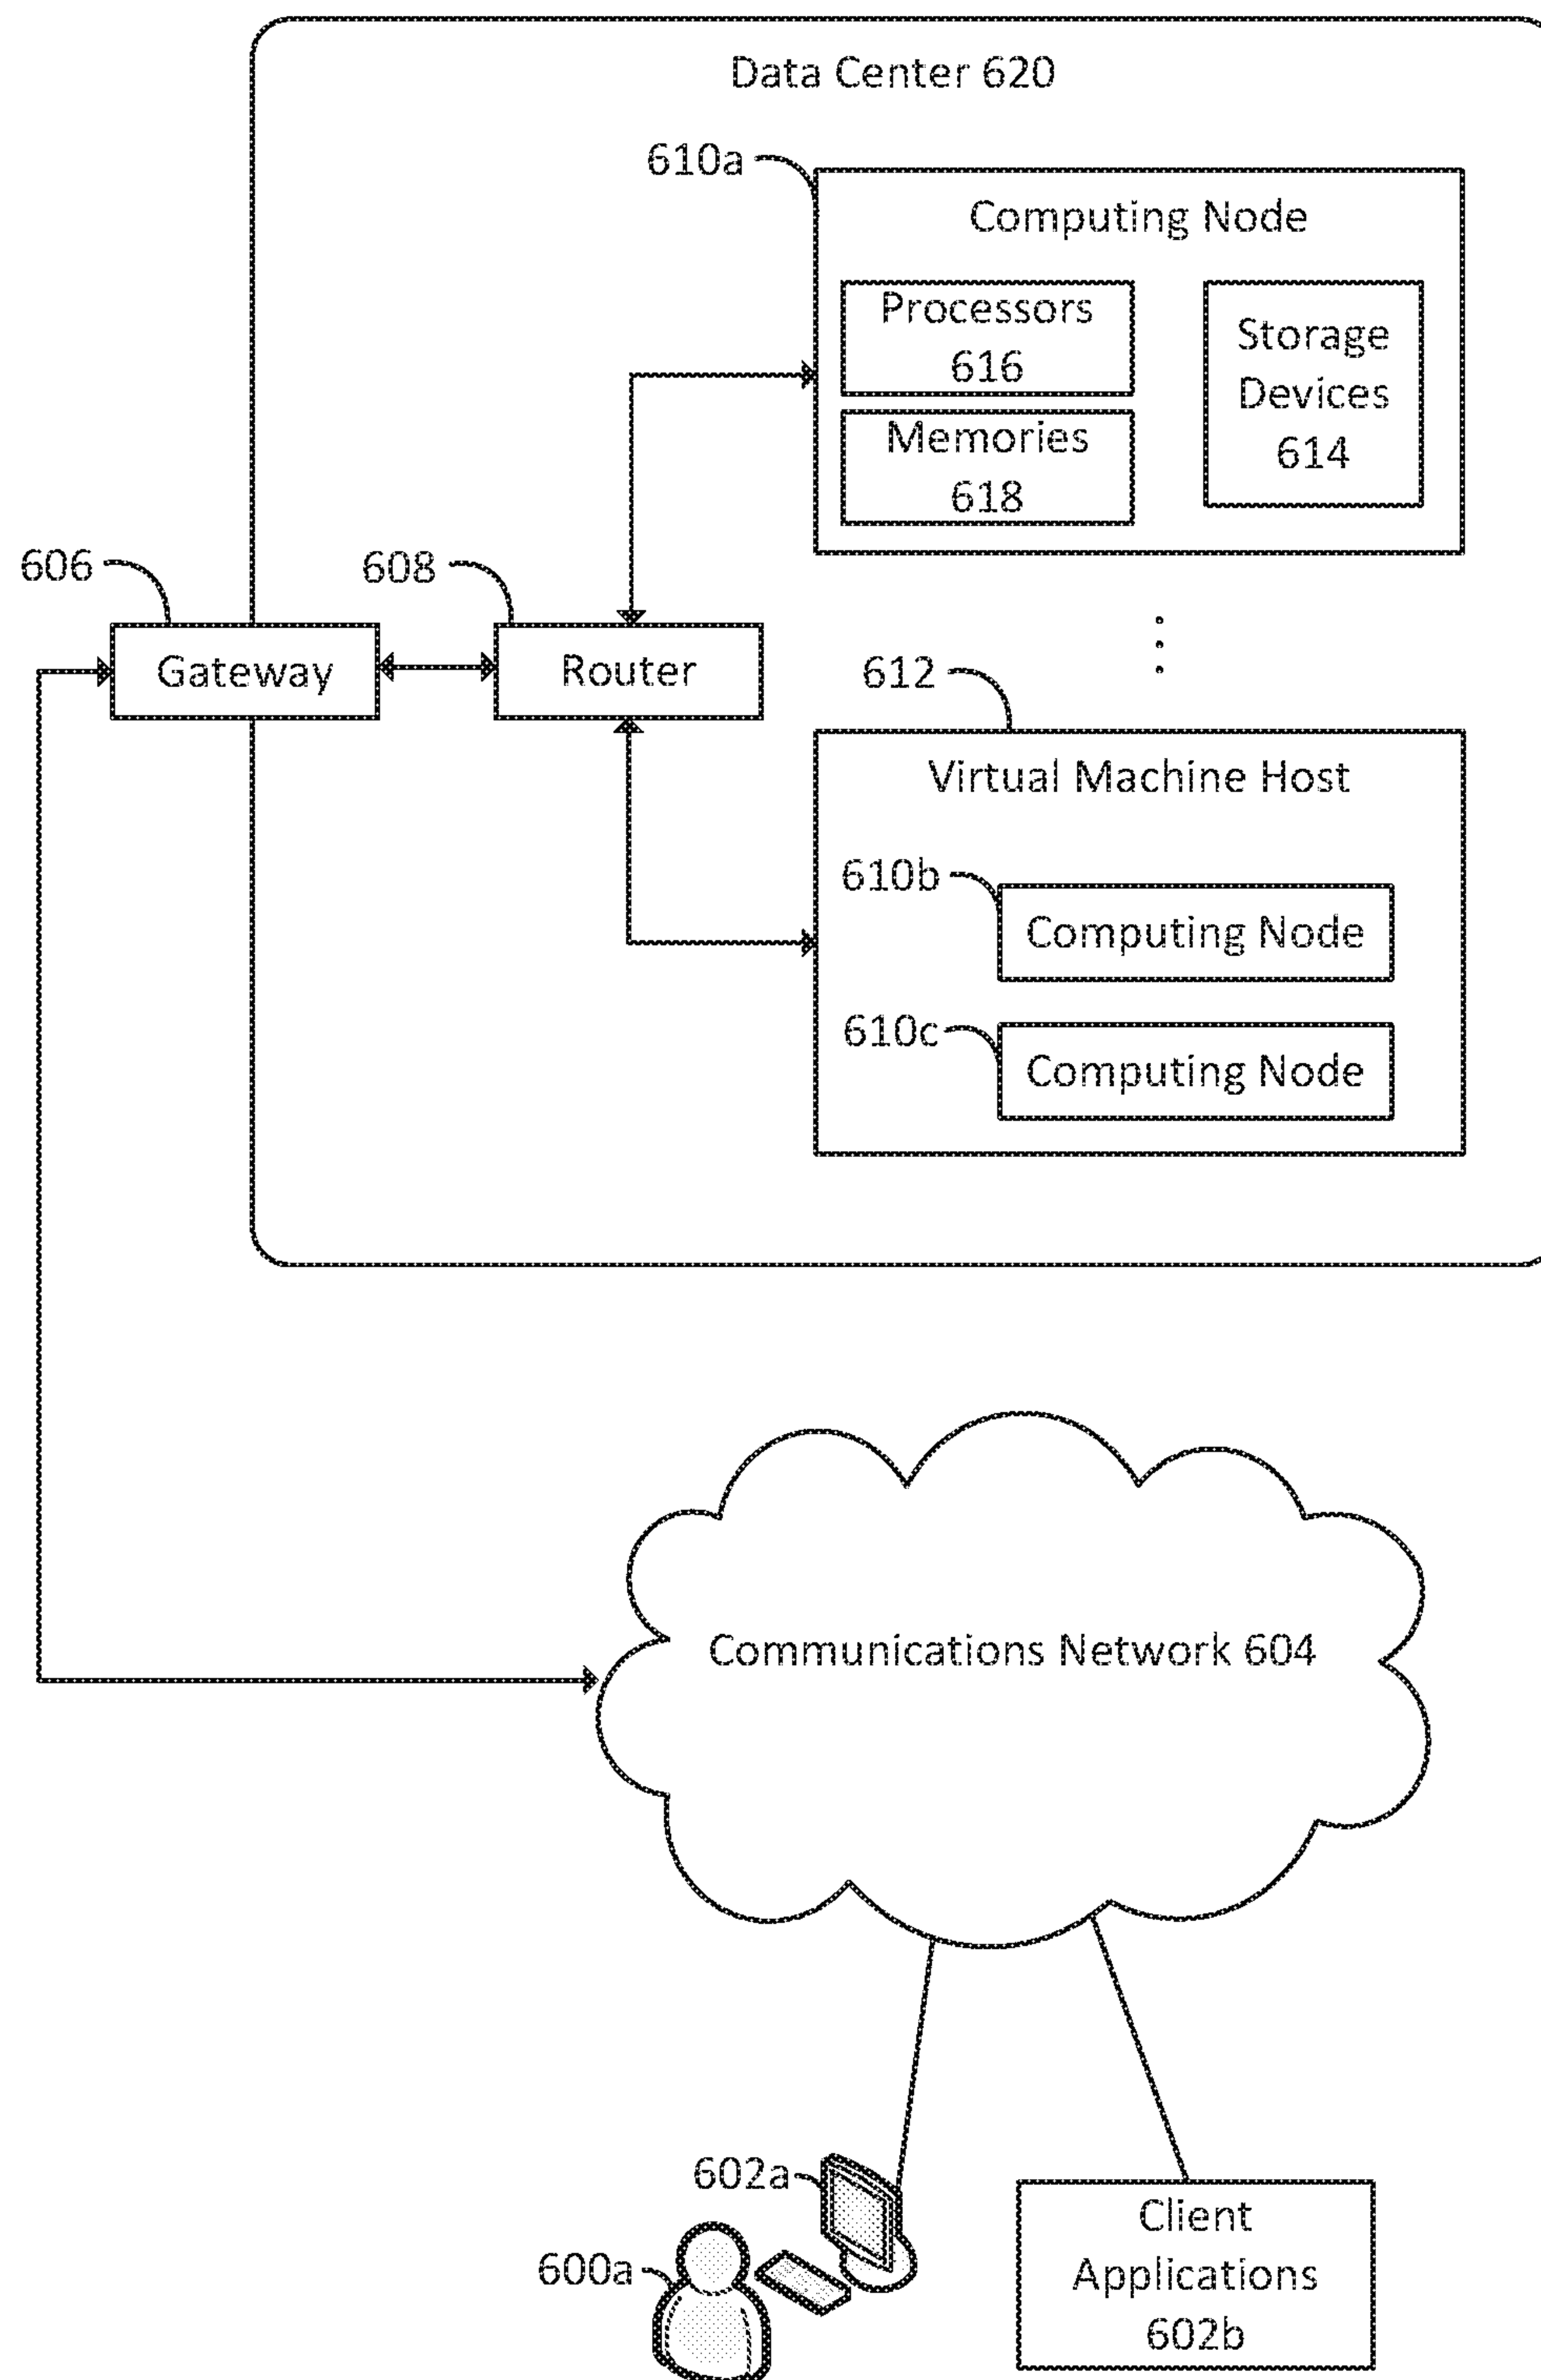 Data Center 620
610a
Computing Node
Processors
616
Storage
Devices
614
Memories
618
606
608
Gateway
Router
612
Virtual Machine Host
610b
Computing Node
610c
Computing Node
Communications Network 604
602a
600a
Client
Applications
602b